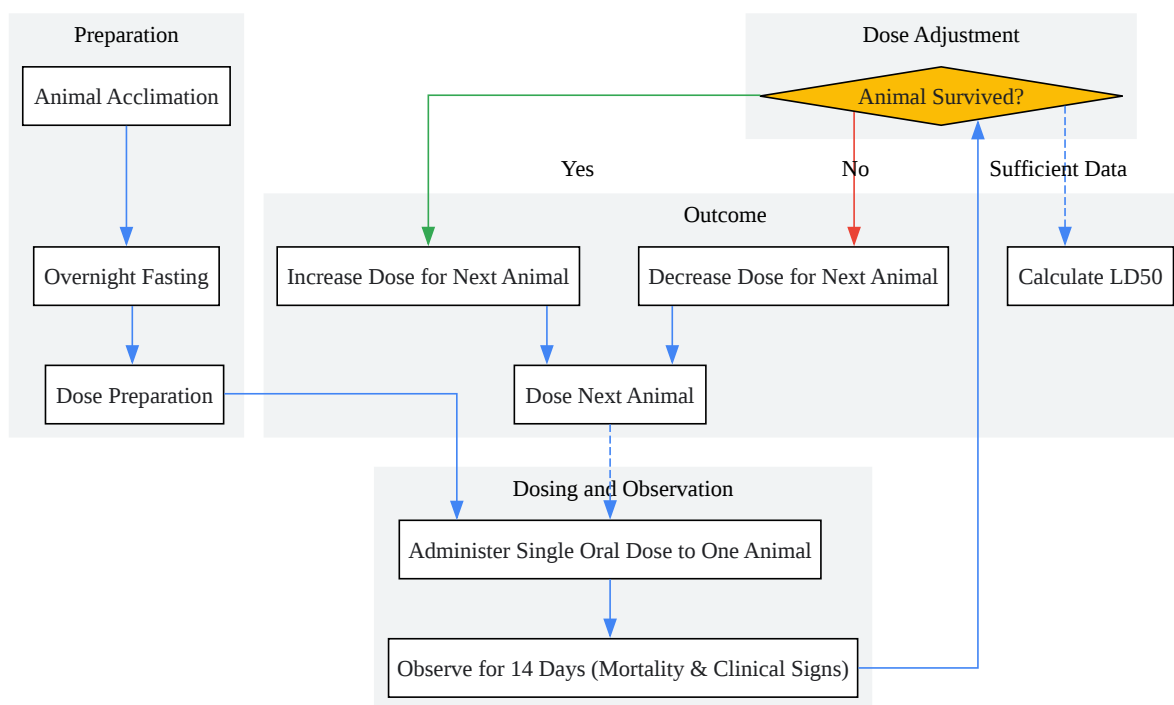 Preparation
Animal Acclimation
Overnight Fasting
Dose Preparation
Dose Adjustment
Animal Survived?
Yes
No
Sufficient Data
Outcome
Increase Dose for Next Animal
Decrease Dose for Next Animal
Calculate LD50
Dose Next Animal
Dosing and Observation
Administer Single Oral Dose to One Animal
Observe for 14 Days (Mortality & Clinical Signs)